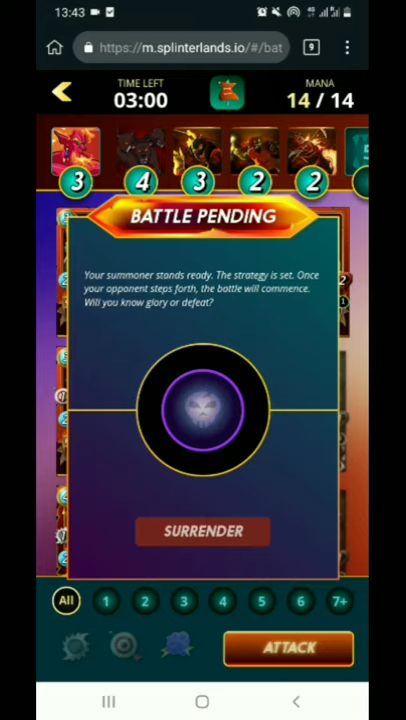 13:43
https://m.splinterlands.io/#/bat
9
TIME LEFT
03:00
MANA
14 / 14
3
4
3
2
2
BATTLE PENDING
Your summoner stands ready. The strategy is set. Once
your opponent steps forth, the battle will commence.
Will you know glory or defeat?
SURRENDER
All
1
2
3
4
5
6
7+
ATTACK